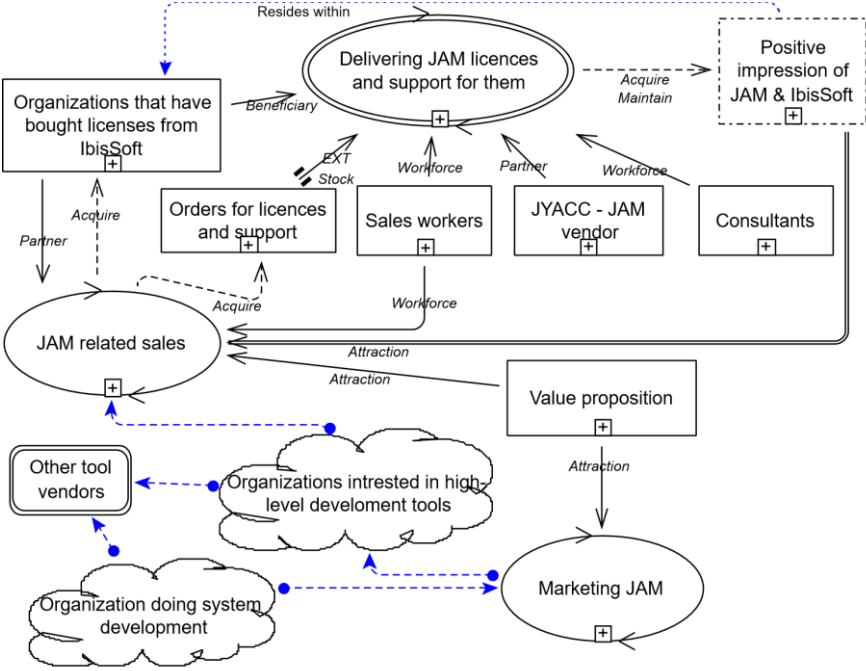 Resides within
Delivering JAM licences
and support for them
Acquire
Maintain
Positive
impression of
JAM & IbisSoft
Organizations that have
bought licenses from
IbisSoft
Beneficiary
EXT
Stock
Workforce
Partner
Workforce
Partner
Acquire
Orders for licences
and support
Sales workers
JYACC - JAM
vendor
Consultants
Acquire
Workforce
JAM related sales
Attraction
Attraction
Value proposition
Attraction
Other tool
vendors
Organizations intrested in high-
level develoment tools
Organization doing system
development
Marketing JAM